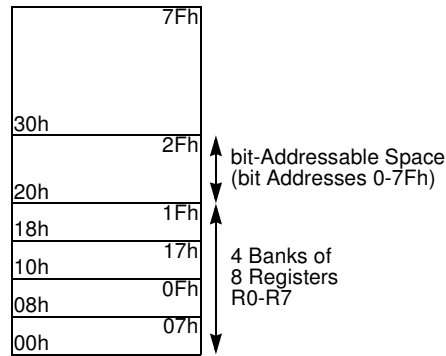 7Fh
30h
2Fh
bit-Addressable Space
(bit Addresses 0-7Fh)
20h
1Fh
18h
17h
10h
4 Banks of
8 Registers
R0-R7
0Fh
08h
07h
00h